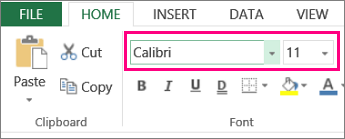 FILE HOME INSERT DATA VIEW
Cut
Calibri 11
Paste
Copy
B I U D A
Clipboard Font